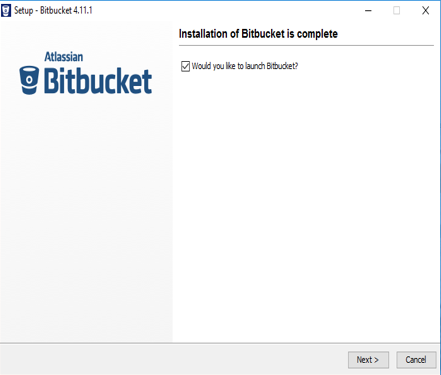 Setup - Bitbucket 4.11.1
Installation of Bitbucket is complete
Atlassian
Bitbucket
Would you like to launch Bitbucket?
Next >
Cancel